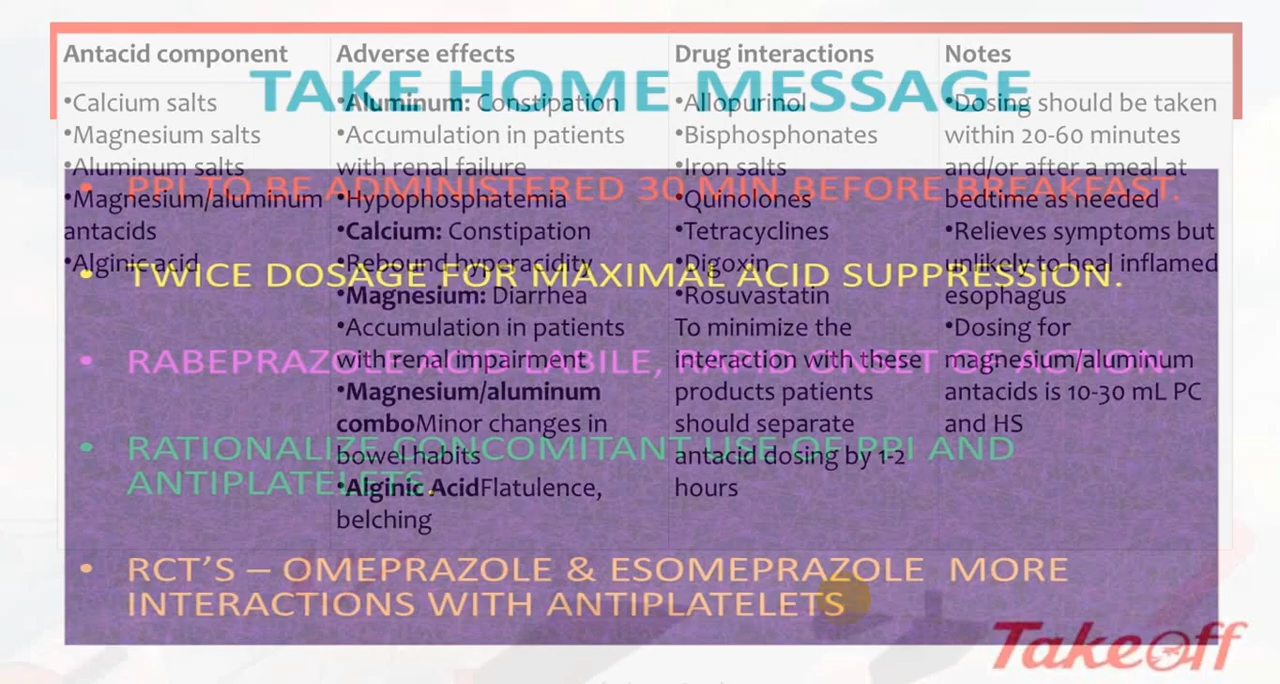 TAKE HOME MESSAGE
• PPI TO BE ADMINISTERED 30 MIN BEFORE BREAKFAST.
• TWICE DOSAGE FOR MAXIMAL ACID SUPPRESSION.
• RABEPRAZOLE ACID LABILE, RAPID ONSET OF ACTION
• RATIONALIZE CONCOMITANT USE OF PPI AND
ANTIPLATELETS.
• RCT’S – OMEPRAZOLE & ESOMEPRAZOLE MORE
INTERACTIONS WITH ANTIPLATELETS
Antacid component
•Calcium salts
•Magnesium salts
•Aluminum salts
•Magnesium/aluminum
antacids
•Alginic acid
Adverse effects
•Aluminum: Constipation
•Accumulation in patients
with renal failure
•Hypophosphatemia
•Calcium: Constipation
•Rebound hyperacidity
•Magnesium: Diarrhea
•Accumulation in patients
with renal impairment
•Magnesium/aluminum
comboMinor changes in
bowel habits
•Alginic AcidFlatulence,
belching
Drug interactions
•Allopurinol
•Bisphosphonates
•Iron salts
•Quinolones
•Tetracyclines
•Digoxin
•Rosuvastatin
To minimize the
interaction with these
products patients
should separate
antacid dosing by 1-2
hours
Notes
•Dosing should be taken
within 20-60 minutes
and/or after a meal at
bedtime as needed
•Relieves symptoms but
unlikely to heal inflamed
esophagus
•Dosing for
magnesium/aluminum
antacids is 10-30 mL PC
and HS
Takeoff